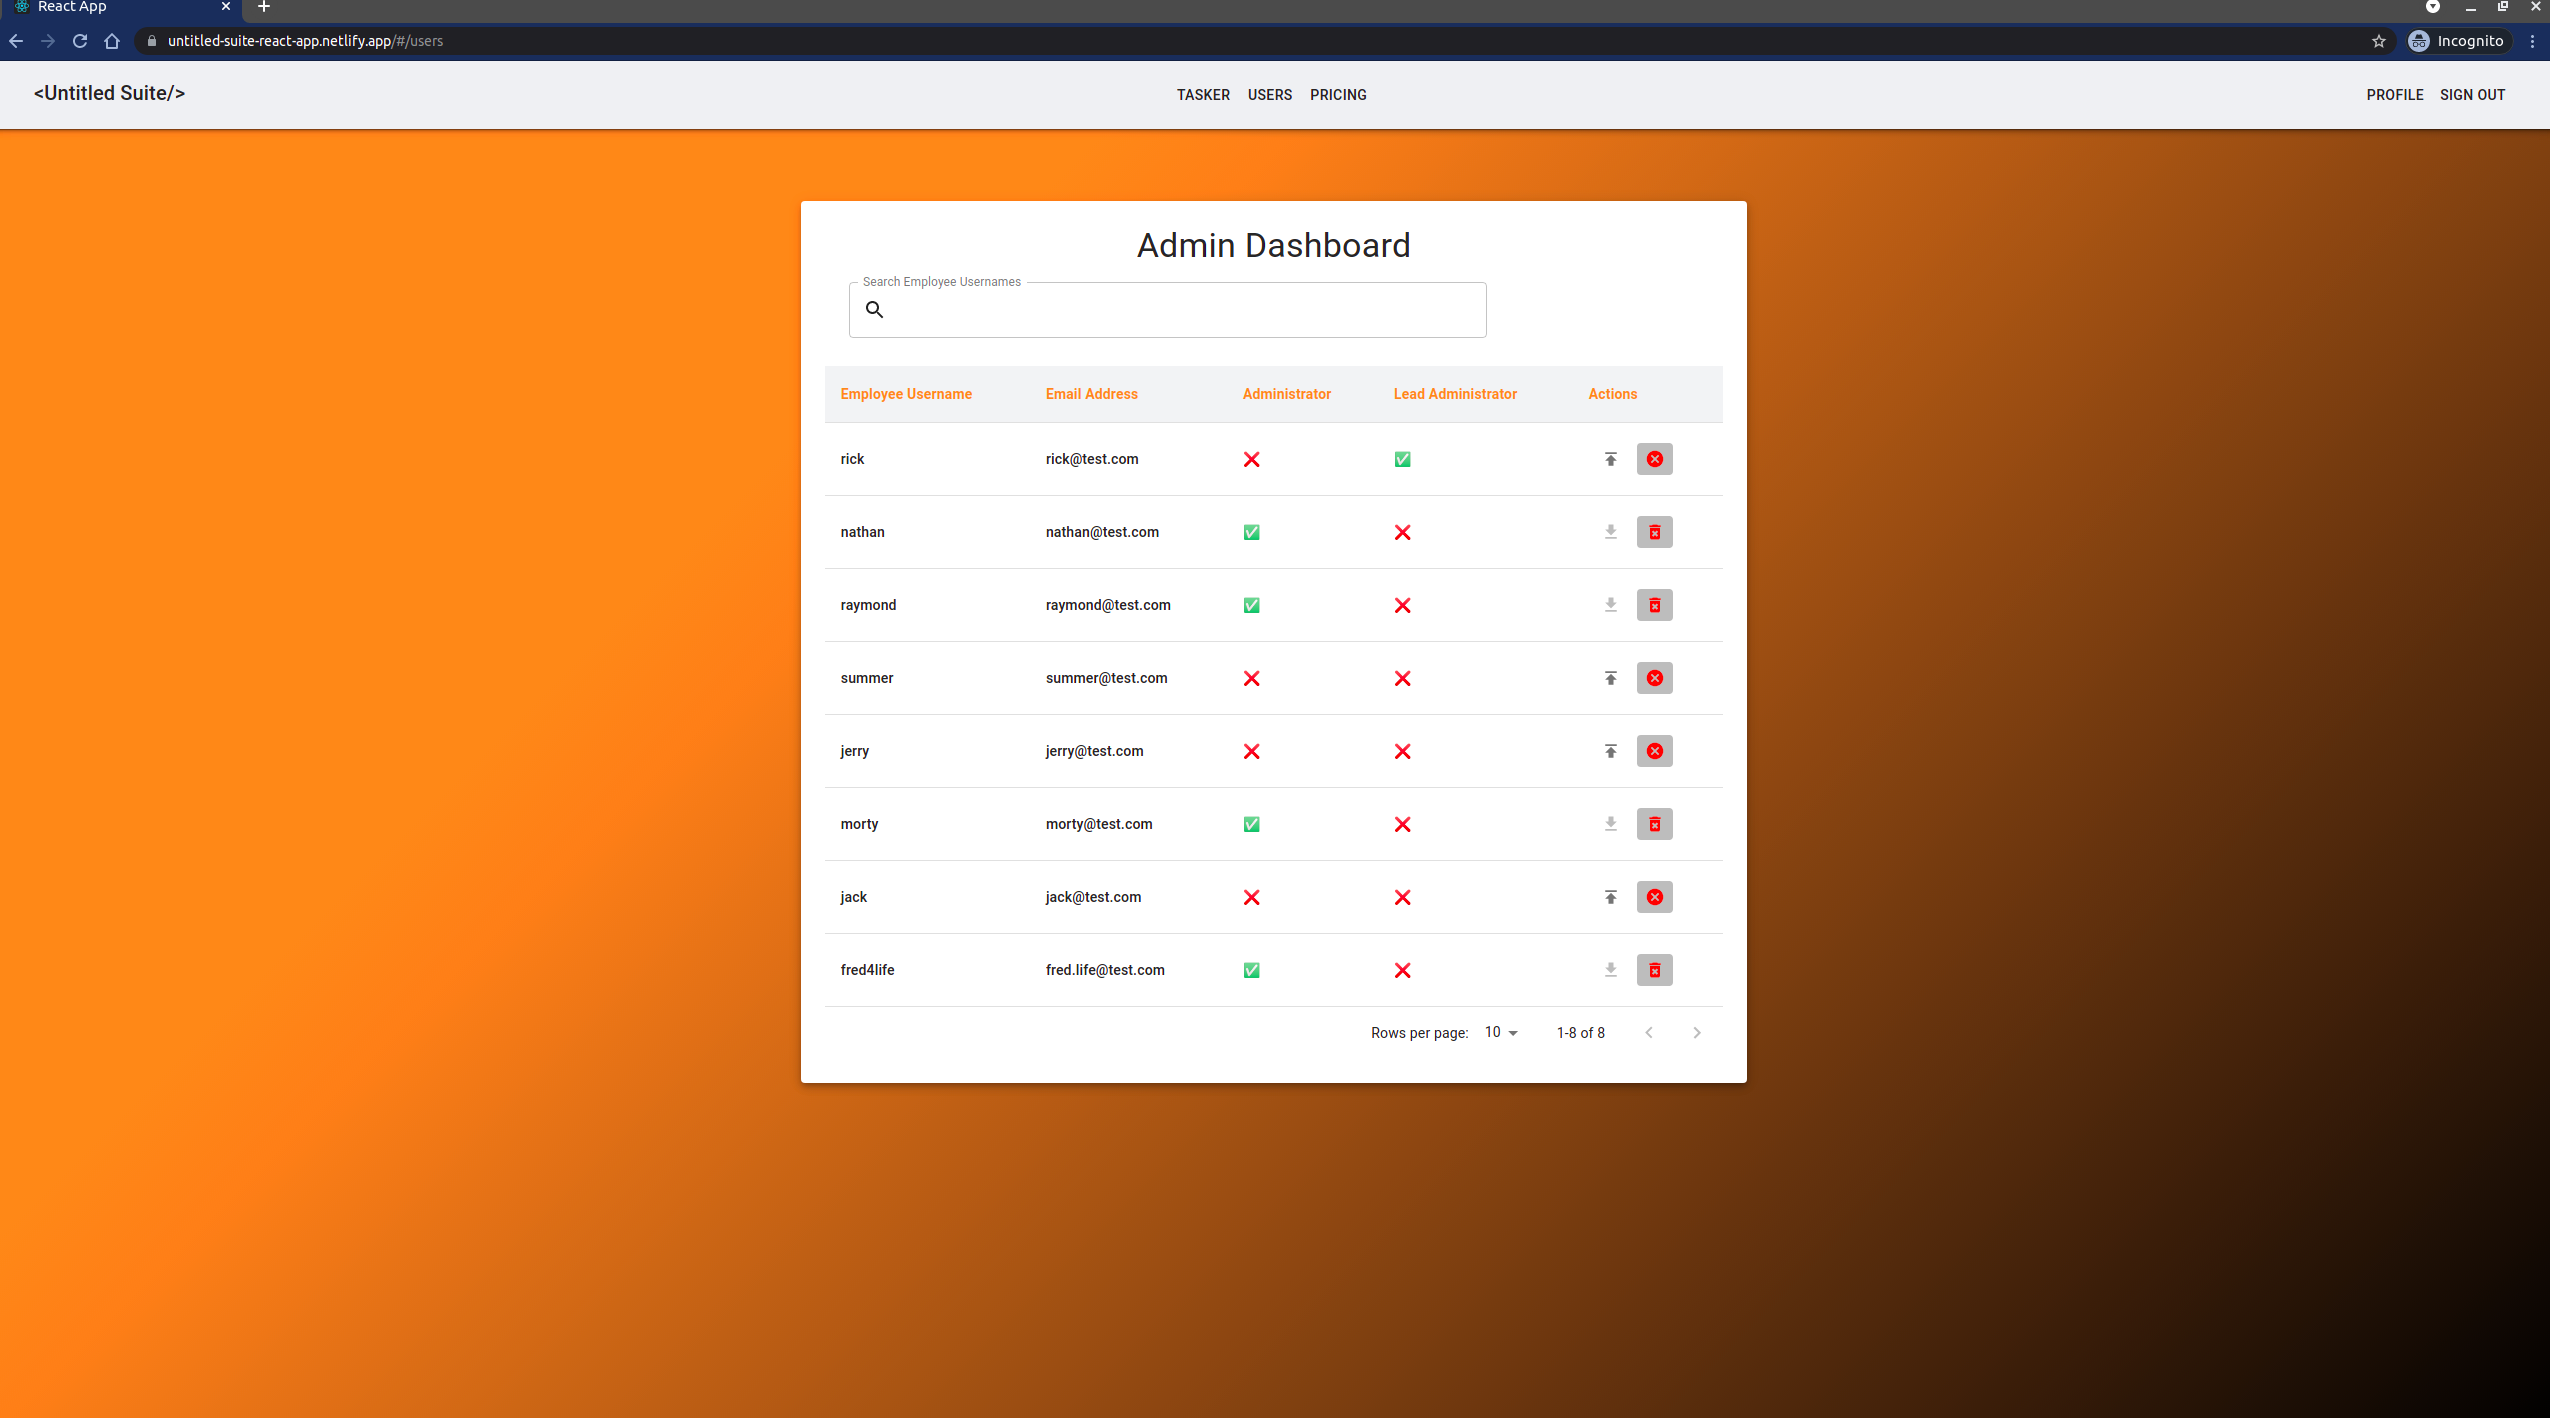 React App
untitled-suite-react-app.netlify.app/#/users
Incognito
<Untitled Suite/>
TASKER USERS PRICING
PROFILE SIGN OUT
Admin Dashboard
Search Employee Usernames
Employee Username Email Address Administrator Lead Administrator Actions
rick rick@test.com ❌ ✅
nathan nathan@test.com ✅ ❌
raymond raymond@test.com ✅ ❌
summer summer@test.com ❌ ❌
jerry jerry@test.com ❌ ❌
morty morty@test.com ✅ ❌
jack jack@test.com ❌ ❌
fred4life fred.life@test.com ✅ ❌
Rows per page: 10 1-8 of 8